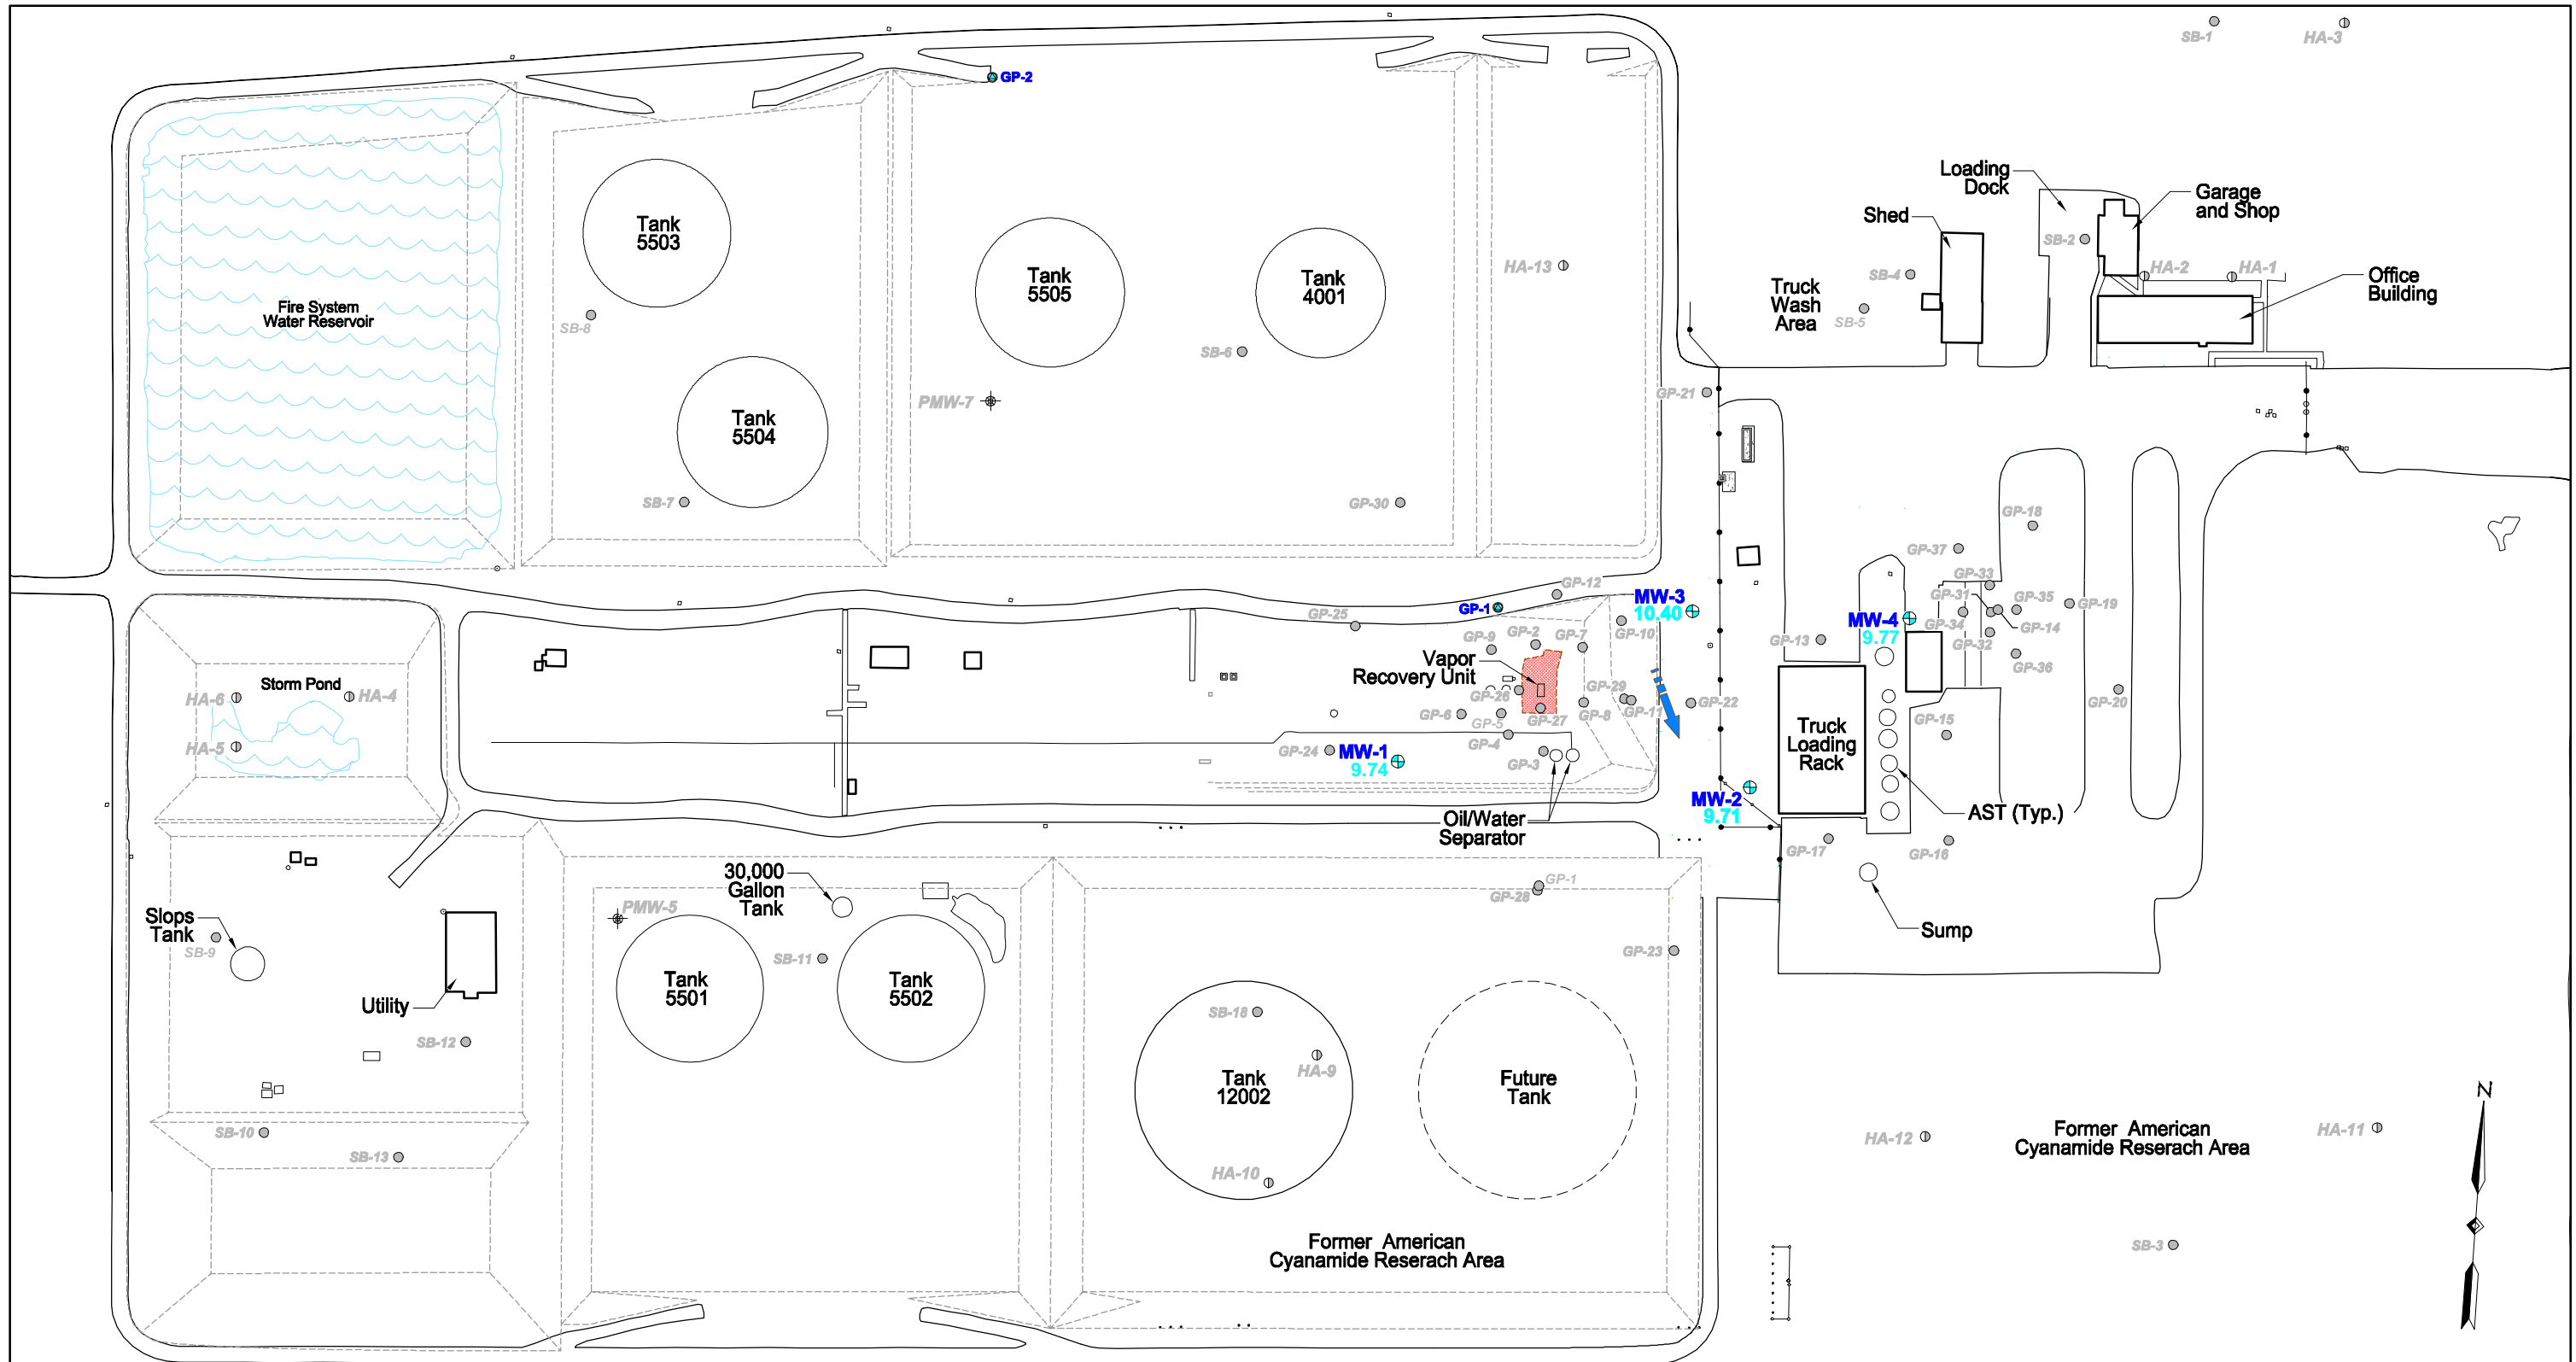 SB-1
HA-3
GP-2
Loading
Dock
Garage
and Shop
Shed
Tank
5503
SB-2
HA-13
SB-4
HA-2
HA-1
Office
Building
Tank
5505
Tank
4001
Truck
Wash
Area
Fire System
Water Reservoir
SB-8
SB-5
SB-6
PMW-7
GP-21
Tank
5504
SB-7
GP-30
GP-18
GP-37
GP-12
GP-33
MW-3
10.40
GP-31
GP-35
GP-19
GP-1
GP-25
MW-4
9.77
GP-34
GP-14
GP-10
GP-9
GP-2
GP-7
GP-13
GP-32
GP-36
Vapor
Recovery Unit
Storm Pond
HA-6
HA-4
GP-26
GP-29
GP-6
GP-5
GP-27
GP-8
GP-11
GP-22
GP-20
GP-15
Truck
Loading
Rack
HA-5
GP-24
MW-1
9.74
GP-4
GP-3
MW-2
9.71
AST (Typ.)
Oil/Water
Separator
GP-17
GP-16
30,000
Gallon
Tank
GP-1
GP-28
Slops
Tank
PMW-5
Sump
SB-9
SB-11
GP-23
Tank
5501
Tank
5502
Utility
SB-18
SB-12
HA-9
Tank
12002
Future
Tank
N
SB-10
HA-12
Former American
Cyanamide Reserach Area
HA-11
SB-13
HA-10
Former American
Cyanamide Reserach Area
SB-3